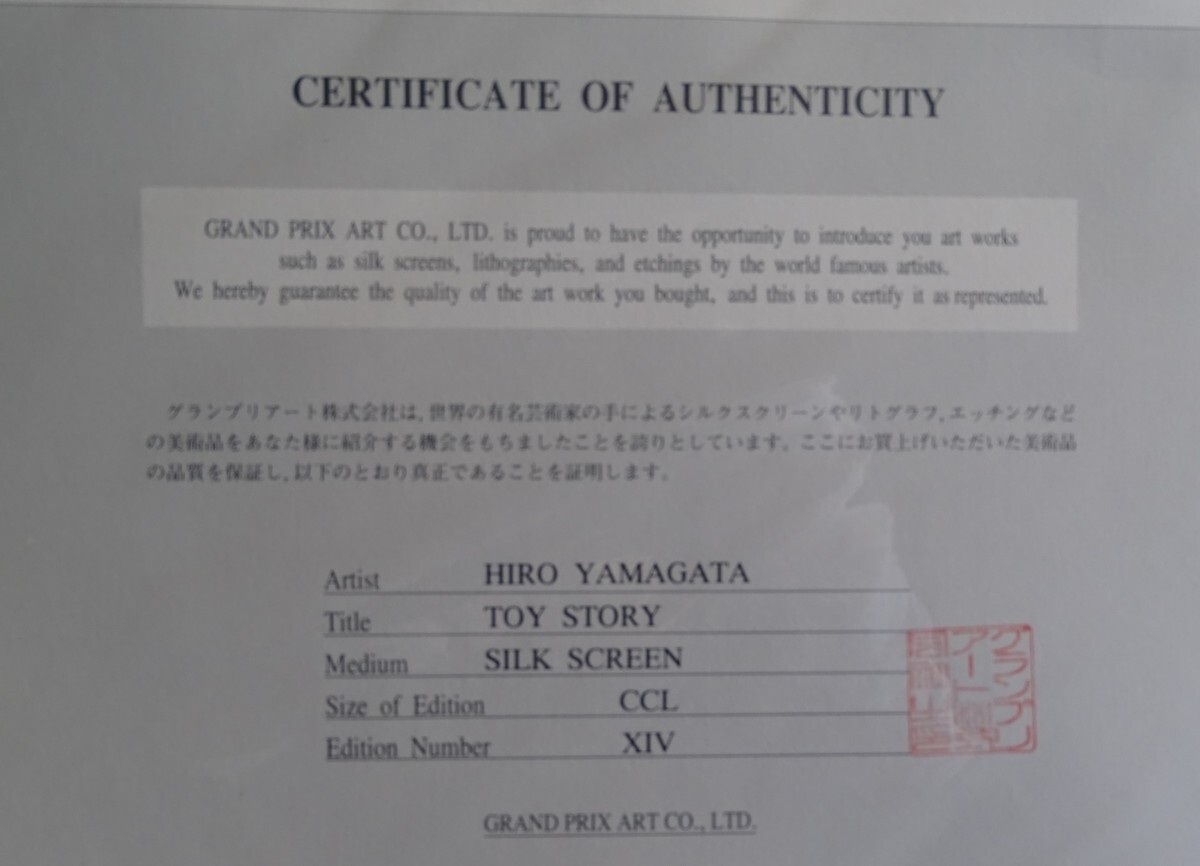 CERTIFICATE OF AUTHENTICITY
GRAND PRIX ART CO., LTD. is proud to have the opportunity to introduce you art works
such as silk screens, lithographies, and etchings by the world famous artists.
We hereby guarantee the quality of the art work you bought, and this is to certify it as represented.
グランプリアート株式会社は,世界の有名芸術家の手によるシルクスクリーンやリトグラフ,エッチングなど
の美術品をあなた様に紹介する機会をもちましたことを誇りとしています。ここにお買上げいただいた美術品
の品質を保証し,以下のとおり真正であることを証明します。
Artist HIRO YAMAGATA
Title TOY STORY
Medium SILK SCREEN
Size of Edition CCL
Edition Number XIV
グランプリ
アート
GRAND PRIX ART CO., LTD.